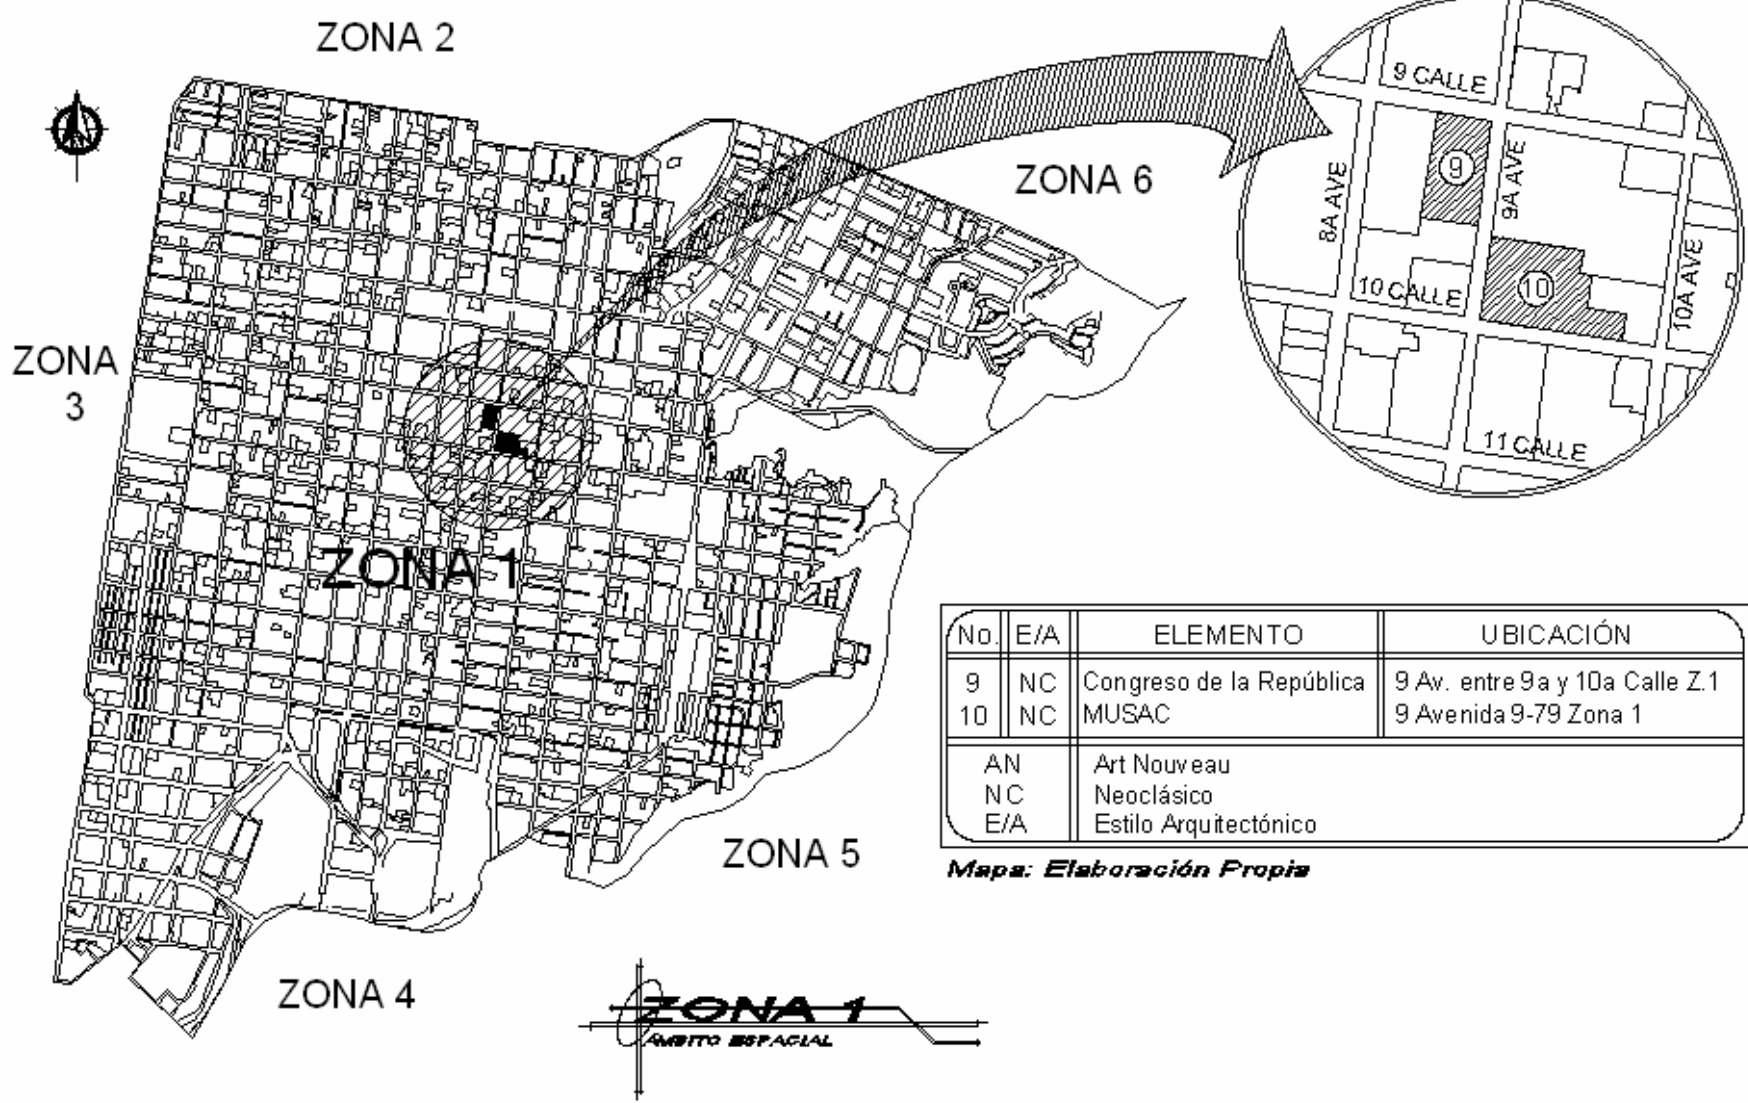 ZONA 2
ZONA 6
ZONA
3
ZONA 1
ZONA 5
ZONA 4
9 CALLE
8A AVE
9A AVE
10A AVE
10 CALLE
11 CALLE
9
10
No. E/A ELEMENTO UBICACIÓN
9 NC Congreso de la República 9 Av. entre 9a y 10a Calle Z.1
10 NC MUSAC 9 Avenida 9-79 Zona 1
AN Art Nouveau
NC Neoclásico
E/A Estilo Arquitectónico
Mapa: Elaboración Propia
ZONA 1
ÁMBITO ESPACIAL